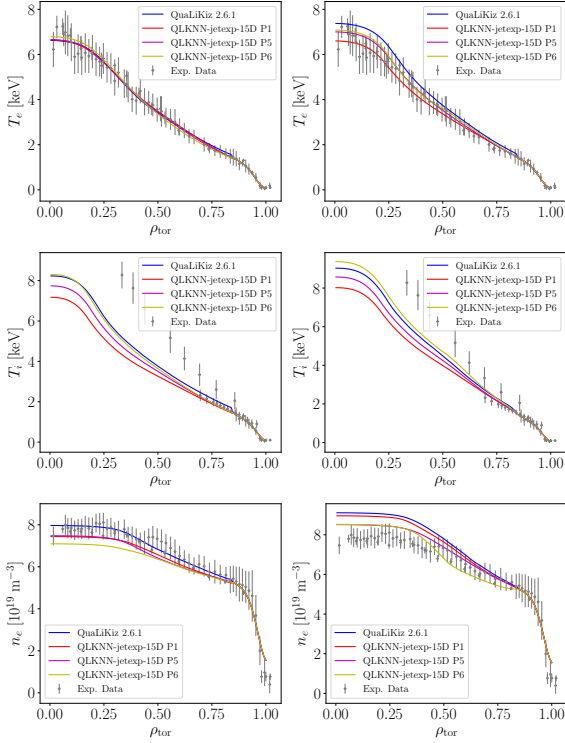 T_e [keV]
8
6
4
2
0
0.00 0.25 0.50 0.75 1.00
ρ_tor
QuaLiKiz 2.6.1
QLKNN-jetexp-15D P1
QLKNN-jetexp-15D P5
QLKNN-jetexp-15D P6
Exp. Data
T_e [keV]
8
6
4
2
0
0.00 0.25 0.50 0.75 1.00
ρ_tor
QuaLiKiz 2.6.1
QLKNN-jetexp-15D P1
QLKNN-jetexp-15D P5
QLKNN-jetexp-15D P6
Exp. Data
T_i [keV]
8
6
4
2
0
0.00 0.25 0.50 0.75 1.00
ρ_tor
QuaLiKiz 2.6.1
QLKNN-jetexp-15D P1
QLKNN-jetexp-15D P5
QLKNN-jetexp-15D P6
Exp. Data
T_i [keV]
8
6
4
2
0
0.00 0.25 0.50 0.75 1.00
ρ_tor
QuaLiKiz 2.6.1
QLKNN-jetexp-15D P1
QLKNN-jetexp-15D P5
QLKNN-jetexp-15D P6
Exp. Data
n_e [10^19 m^−3]
8
6
4
2
0
0.00 0.25 0.50 0.75 1.00
ρ_tor
QuaLiKiz 2.6.1
QLKNN-jetexp-15D P1
QLKNN-jetexp-15D P5
QLKNN-jetexp-15D P6
Exp. Data
n_e [10^19 m^−3]
8
6
4
2
0
0.00 0.25 0.50 0.75 1.00
ρ_tor
QuaLiKiz 2.6.1
QLKNN-jetexp-15D P1
QLKNN-jetexp-15D P5
QLKNN-jetexp-15D P6
Exp. Data